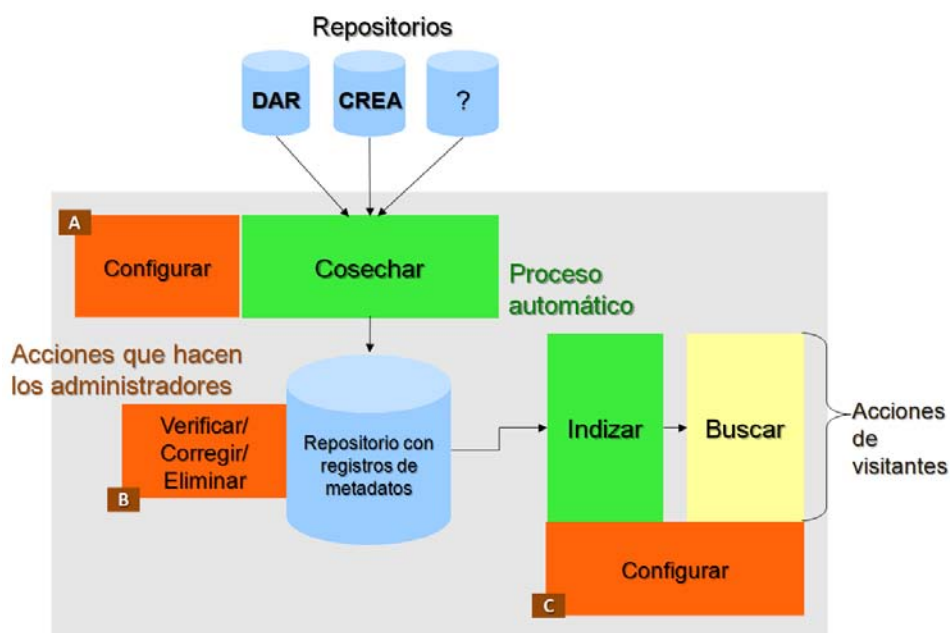 Repositorios
DAR
CREA
?
A
Configurar
Cosechar
Proceso
automático
Acciones que hacen
los administradores
Verificar/
Corregir/
Eliminar
B
Repositorio con
registros de
metadatos
Indizar
Buscar
Acciones
de
visitantes
Configurar
C